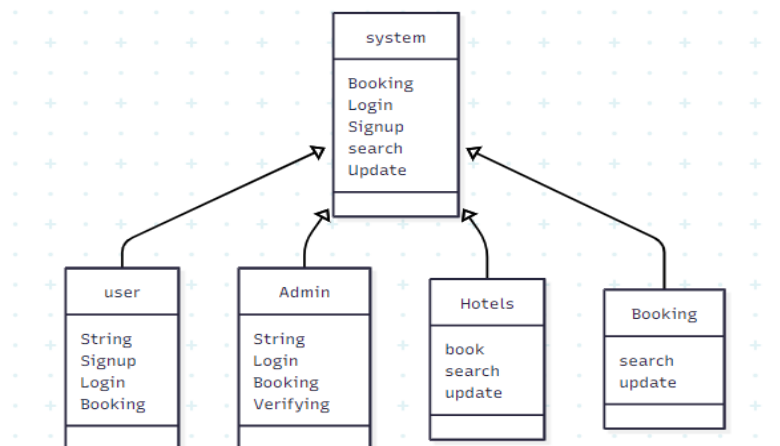 system
Booking
Login
Signup
search
Update
user
String
Signup
Login
Booking
Admin
String
Login
Booking
Verifying
Hotels
book
search
update
Booking
search
update